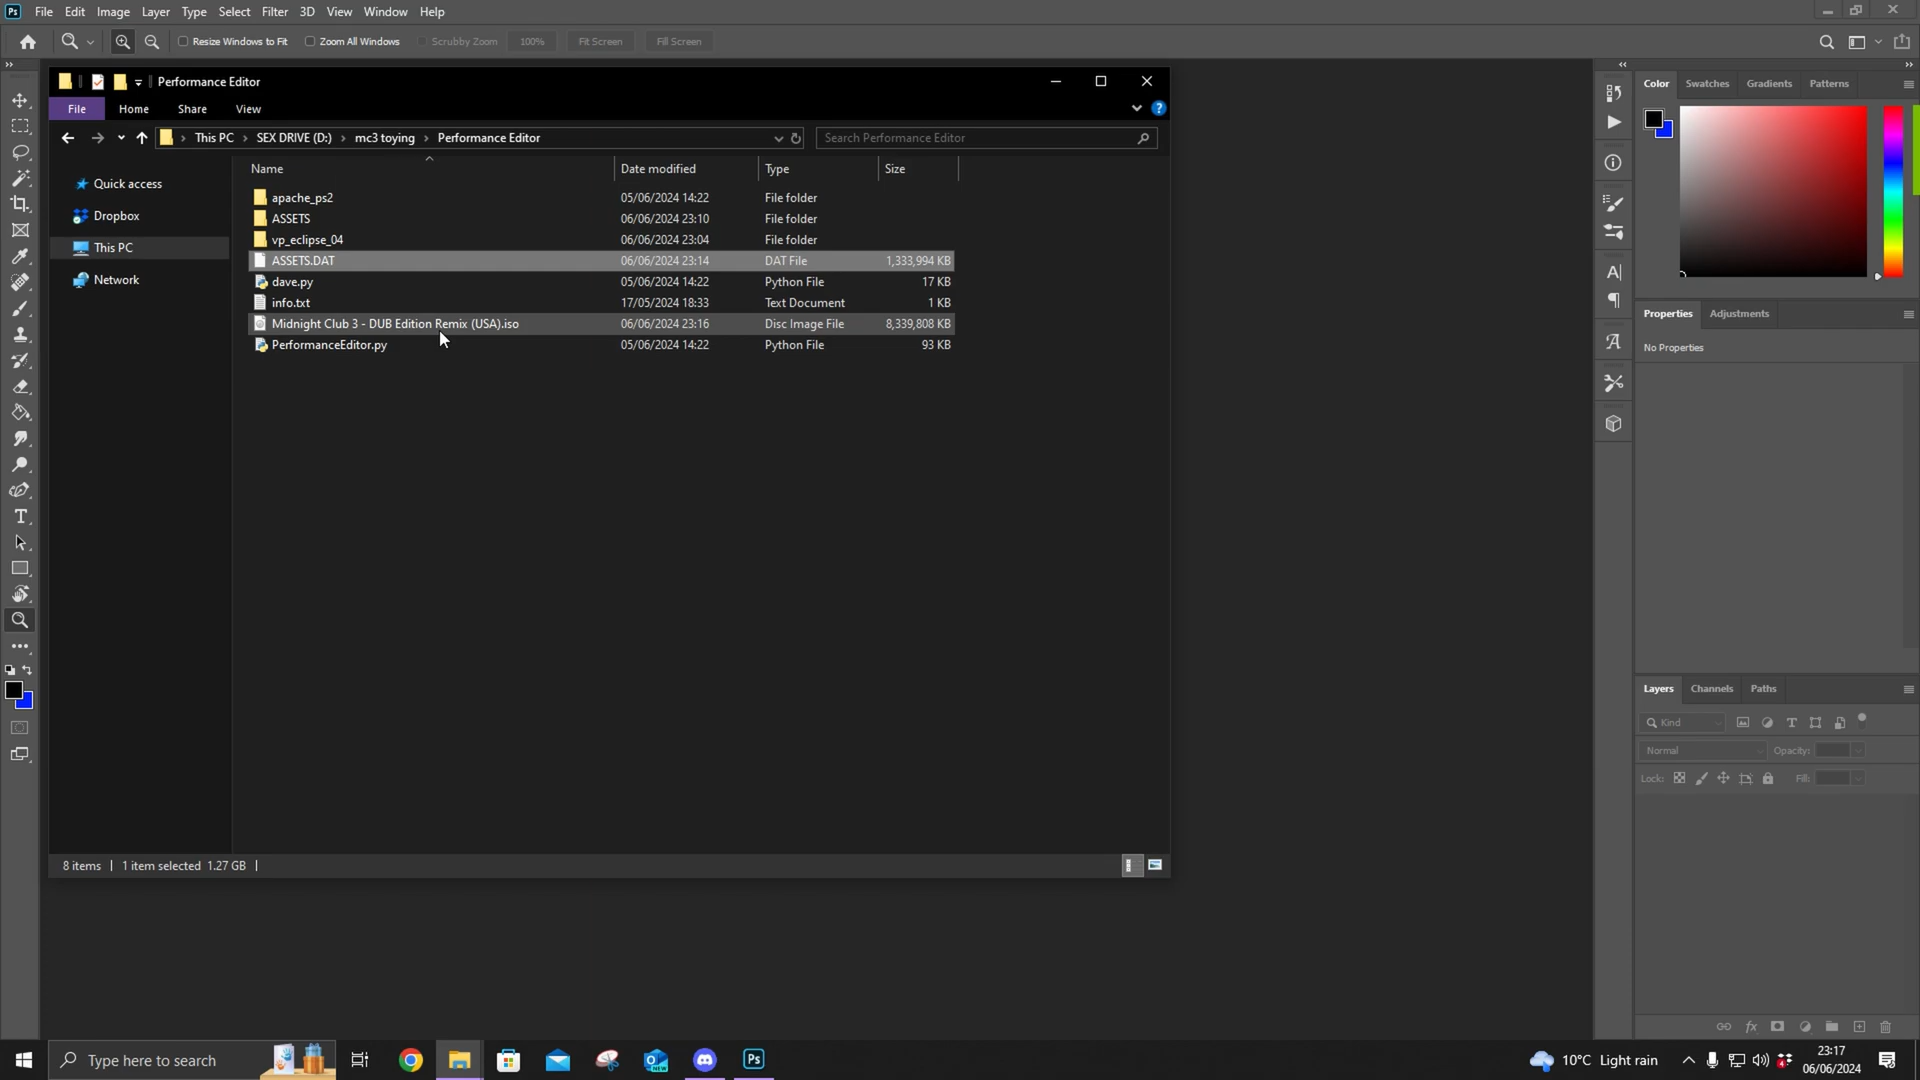 Ps File Edit Image Layer Type Select Filter 3D View Window Help
Resize Windows to Fit Zoom All Windows Scrubby Zoom 100% Fit Screen Fill Screen
Performance Editor
File Home Share View
This PC > SEX DRIVE (D:) > mc3 toying > Performance Editor Search Performance Editor
Name Date modified Type Size
apache_ps2 05/06/2024 14:22 File folder
ASSETS 06/06/2024 23:10 File folder
vp_eclipse_04 06/06/2024 23:04 File folder
ASSETS.DAT 06/06/2024 23:14 DAT File 1,333,994 KB
dave.py 05/06/2024 14:22 Python File 17 KB
info.txt 17/05/2024 18:33 Text Document 1 KB
Midnight Club 3 - DUB Edition Remix (USA).iso 06/06/2024 23:16 Disc Image File 8,339,808 KB
PerformanceEditor.py 05/06/2024 14:22 Python File 93 KB
Quick access
Dropbox
This PC
Network
8 items 1 item selected 1.27 GB
Color Swatches Gradients Patterns
Properties Adjustments
No Properties
Layers Channels Paths
Kind
Normal Opacity:
Lock: Fill:
Type here to search
NEW
Ps
10°C Light rain
23:17
06/06/2024